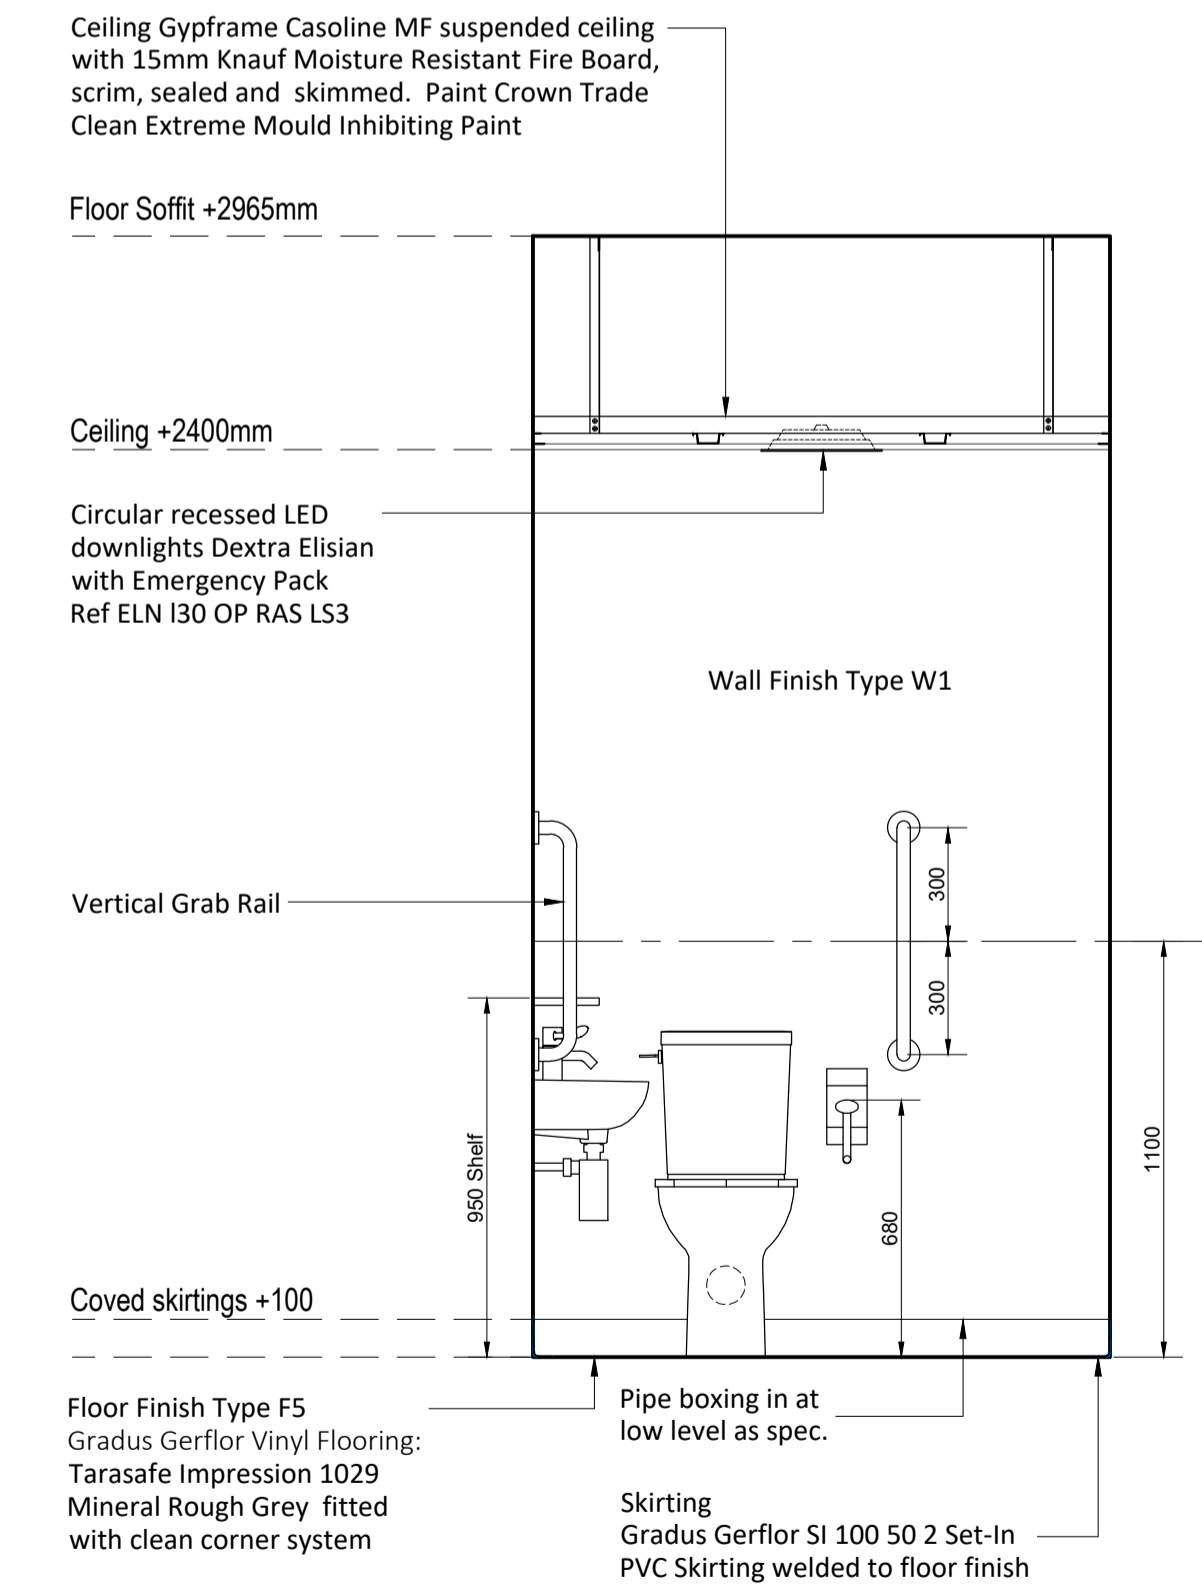 Ceiling Gypframe Casoline MF suspended ceiling
with 15mm Knauf Moisture Resistant Fire Board,
scrim, sealed and skimmed. Paint Crown Trade
Clean Extreme Mould Inhibiting Paint
Floor Soffit +2965mm
Ceiling +2400mm
Circular recessed LED
downlights Dextra Elisian
with Emergency Pack
Ref ELN l30 OP RAS LS3
Wall Finish Type W1
Vertical Grab Rail
300
300
950 Shelf
680
1100
Coved skirtings +100
Floor Finish Type F5
Gradus Gerflor Vinyl Flooring:
Tarasafe Impression 1029
Mineral Rough Grey fitted
with clean corner system
Pipe boxing in at
low level as spec.
Skirting
Gradus Gerflor SI 100 50 2 Set-In
PVC Skirting welded to floor finish